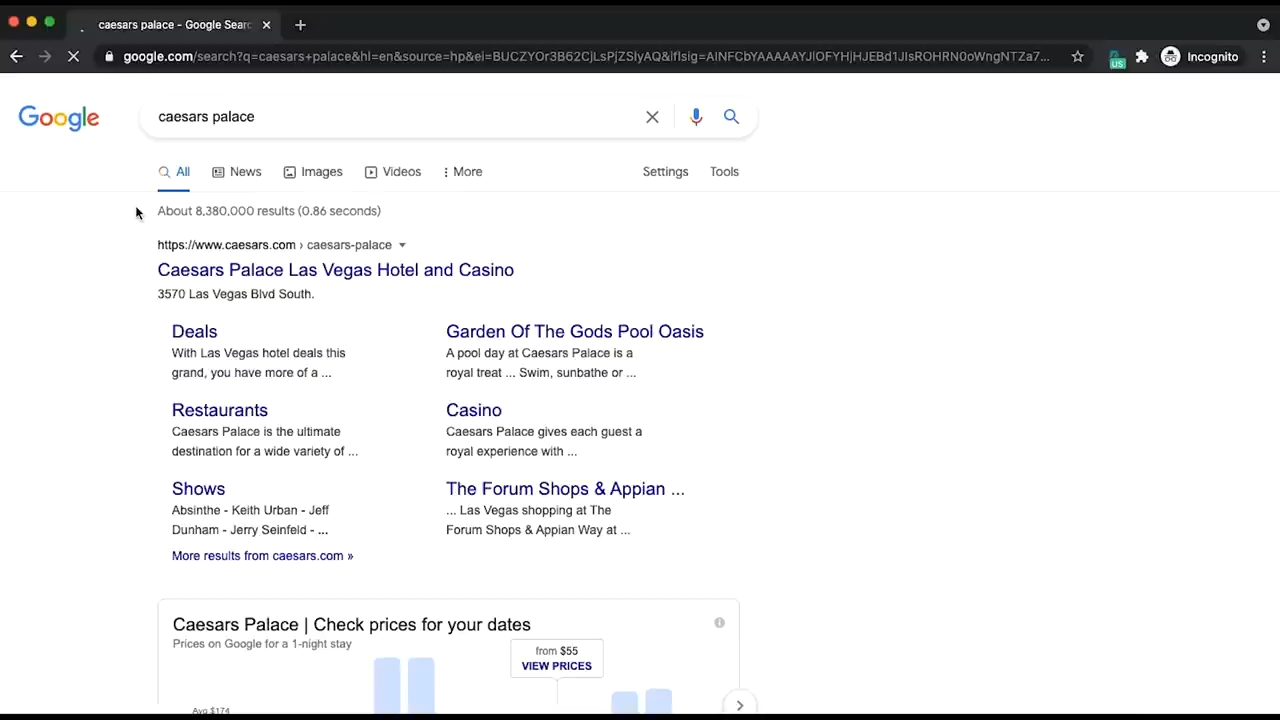 caesars palace - Google Searc
google.com/search?q=caesars+palace&hl=en&source=hp&ei=BUCZYOr3B62CjLsPjZSlyAQ&iflsig=AINFCbYAAAAAYJlOFYHjHJEBd1JIsROHRN0oWngNTZa7...
US
Incognito
Google
caesars palace
All
News
Images
Videos
More
Settings
Tools
About 8,380,000 results (0.86 seconds)
https://www.caesars.com › caesars-palace
Caesars Palace Las Vegas Hotel and Casino
3570 Las Vegas Blvd South.
Deals
With Las Vegas hotel deals this
grand, you have more of a ...
Garden Of The Gods Pool Oasis
A pool day at Caesars Palace is a
royal treat ... Swim, sunbathe or ...
Restaurants
Caesars Palace is the ultimate
destination for a wide variety of ...
Casino
Caesars Palace gives each guest a
royal experience with ...
Shows
Absinthe - Keith Urban - Jeff
Dunham - Jerry Seinfeld - ...
The Forum Shops & Appian ...
... Las Vegas shopping at The
Forum Shops & Appian Way at ...
More results from caesars.com »
Caesars Palace | Check prices for your dates
Prices on Google for a 1-night stay
from $55
VIEW PRICES
Avg $174